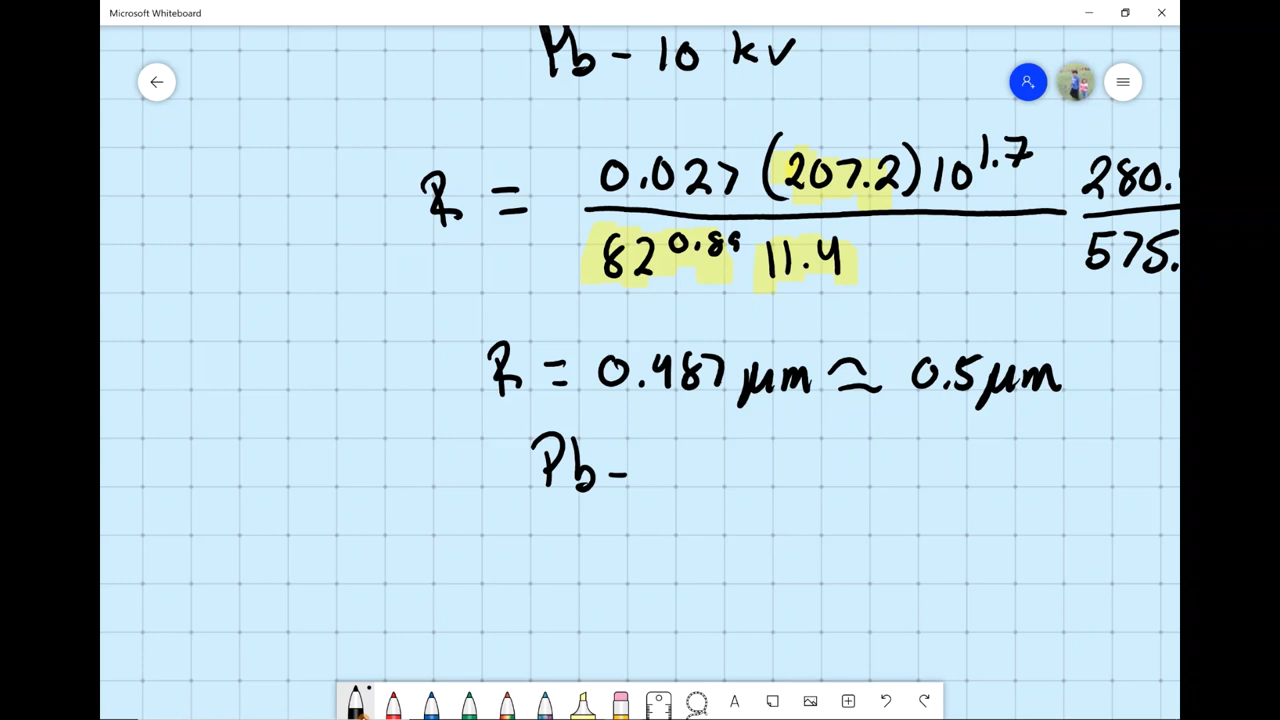 Microsoft Whiteboard
Pb - 10 kv
R = 0.027 (207.2) 10^1.7 280.
82^0.89 11.4 575.
R = 0.487 μm ≃ 0.5 μm
Pb -
A